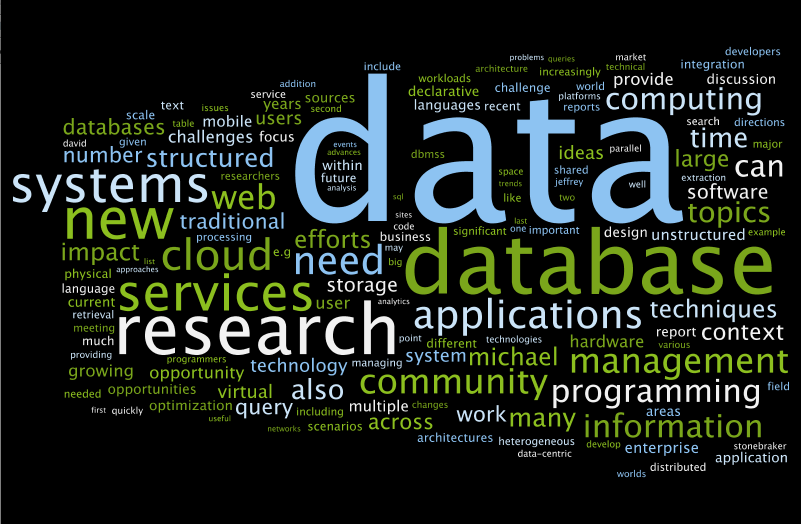 problems queries market developers
include architecture increasingly technical integration
addition workloads challenge world provide discussion
service declarative platforms
text years sources languages recent reports computing
scale issues second search directions
databases table mobile users data time major
david given challenges focus events dbmss ideas parallel
number structured within advances space shared large can
researchers future trends jeffrey extraction
systems analysis sql like two well software
new web sites last topics
traditional code significant one important design unstructured example
processing efforts business may
impact list cloud e.g need big database
physical approaches storage
language services user analytics applications techniques
current
retrieval research point technologies report context
meeting different hardware various
much programmers system michael management
providing technology managing
growing opportunity community field
needed opportunities virtual also programming
optimization query multiple changes work many areas
first quickly including across information
useful networks scenarios architectures heterogeneous develop enterprise stonebraker
data-centric distributed application
worlds